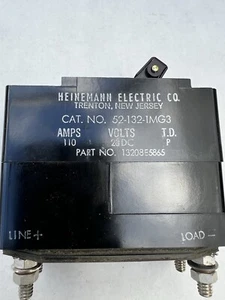 HEINEMANN ELECTRIC CO.
TRENTON, NEW JERSEY
CAT. NO. 52-132-1MG3
AMPS VOLTS T.D.
110 28DC P
PART NO. 1320855865
LINE+ LOAD-